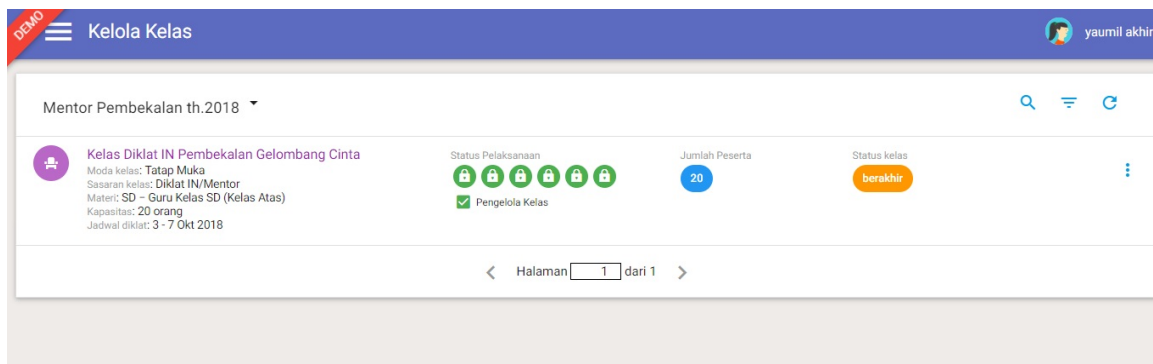 DEMO
Kelola Kelas
yaumil akhir
Mentor Pembekalan th.2018
Kelas Diklat IN Pembekalan Gelombang Cinta
Moda kelas: Tatap Muka
Sasaran kelas: Diklat IN/Mentor
Materi: SD - Guru Kelas SD (Kelas Atas)
Kapasitas: 20 orang
Jadwal diklat: 3 - 7 Okt 2018
Status Pelaksanaan
Pengelola Kelas
Jumlah Peserta
20
Status kelas
berakhir
Halaman 1 dari 1